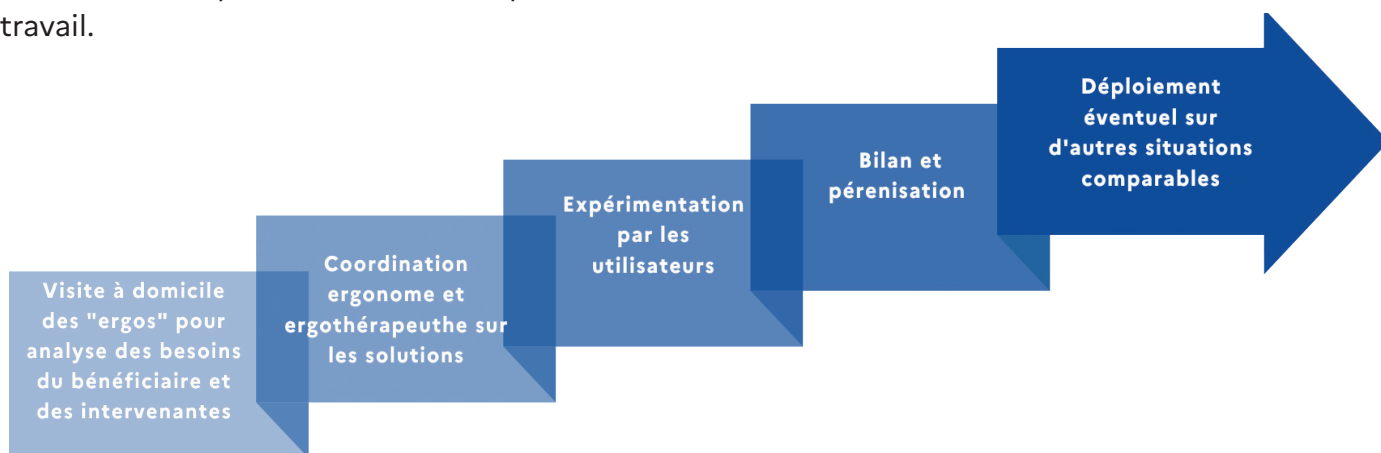 travail.
Visite à domicile
des "ergos" pour
analyse des besoins
du bénéficiaire et
des intervenantes
Coordination
ergonome et
ergothérapeuthe sur
les solutions
Expérimentation
par les
utilisateurs
Bilan et
pérenisation
Déploiement
éventuel sur
d'autres situations
comparables